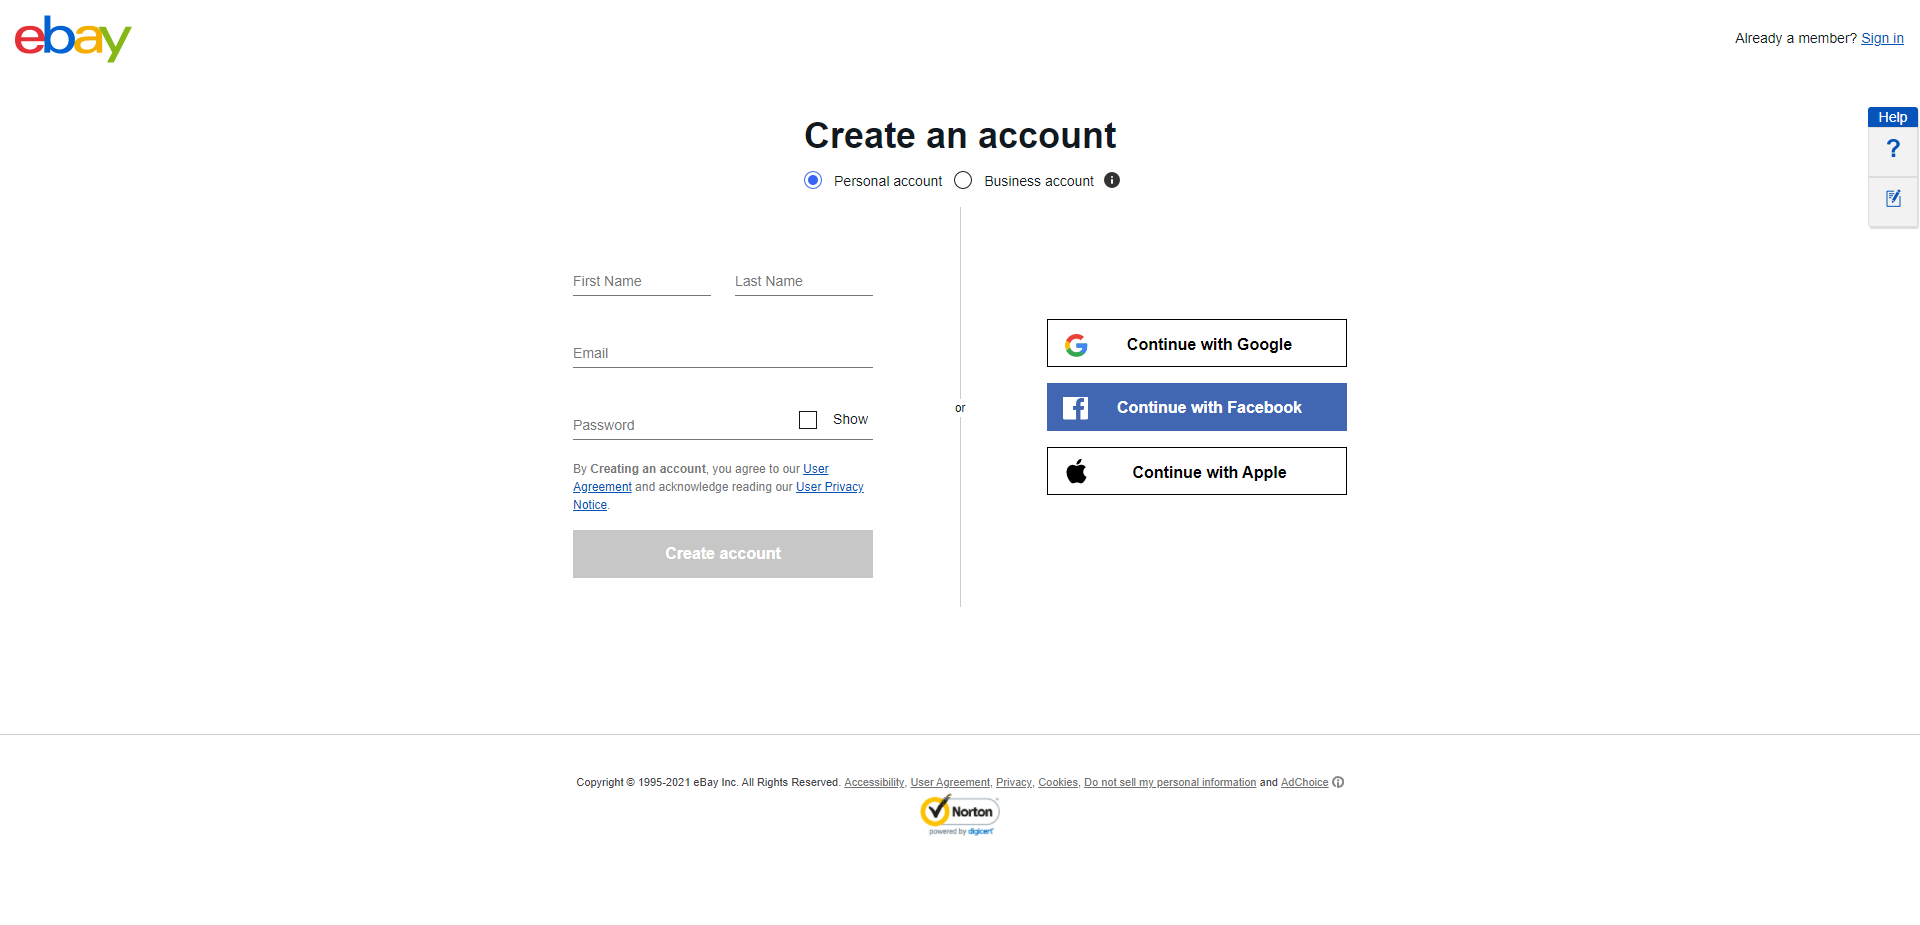 ebay
Already a member? Sign in
Help
?
Create an account
Personal account Business account i
First Name Last Name
Email
Password Show
By Creating an account, you agree to our User
Agreement and acknowledge reading our User Privacy
Notice.
Create account
or
Continue with Google
Continue with Facebook
Continue with Apple
Copyright © 1995-2021 eBay Inc. All Rights Reserved. Accessibility, User Agreement, Privacy, Cookies, Do not sell my personal information and AdChoice
Norton
powered by digicert